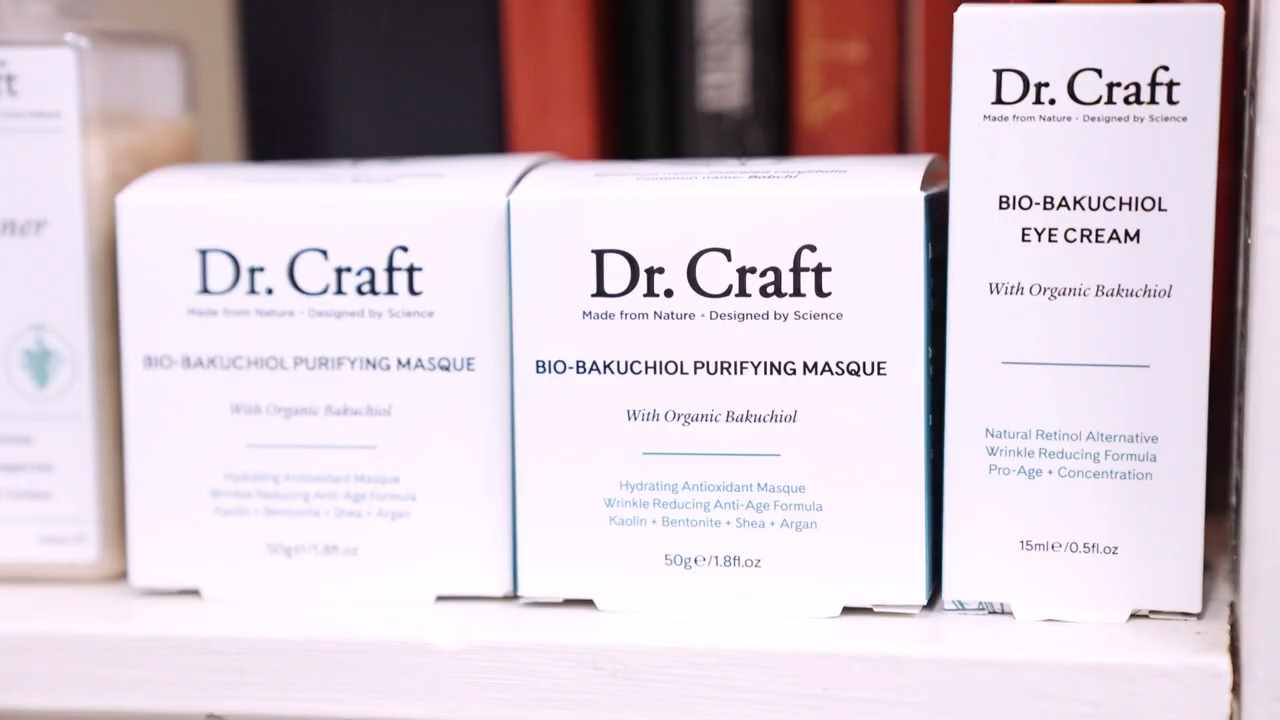 ner
Dr. Craft
Made from Nature • Designed by Science
BIO-BAKUCHIOL PURIFYING MASQUE
With Organic Bakuchiol
Hydrating Antioxidant Masque
Wrinkle Reducing Anti-Age Formula
Kaolin + Bentonite + Shea + Argan
50g℮/1.8fl.oz
Common name: Babchi
Dr. Craft
Made from Nature • Designed by Science
BIO-BAKUCHIOL PURIFYING MASQUE
With Organic Bakuchiol
Hydrating Antioxidant Masque
Wrinkle Reducing Anti-Age Formula
Kaolin + Bentonite + Shea + Argan
50g℮/1.8fl.oz
Dr. Craft
Made from Nature • Designed by Science
BIO-BAKUCHIOL
EYE CREAM
With Organic Bakuchiol
Natural Retinol Alternative
Wrinkle Reducing Formula
Pro-Age + Concentration
15ml℮/0.5fl.oz